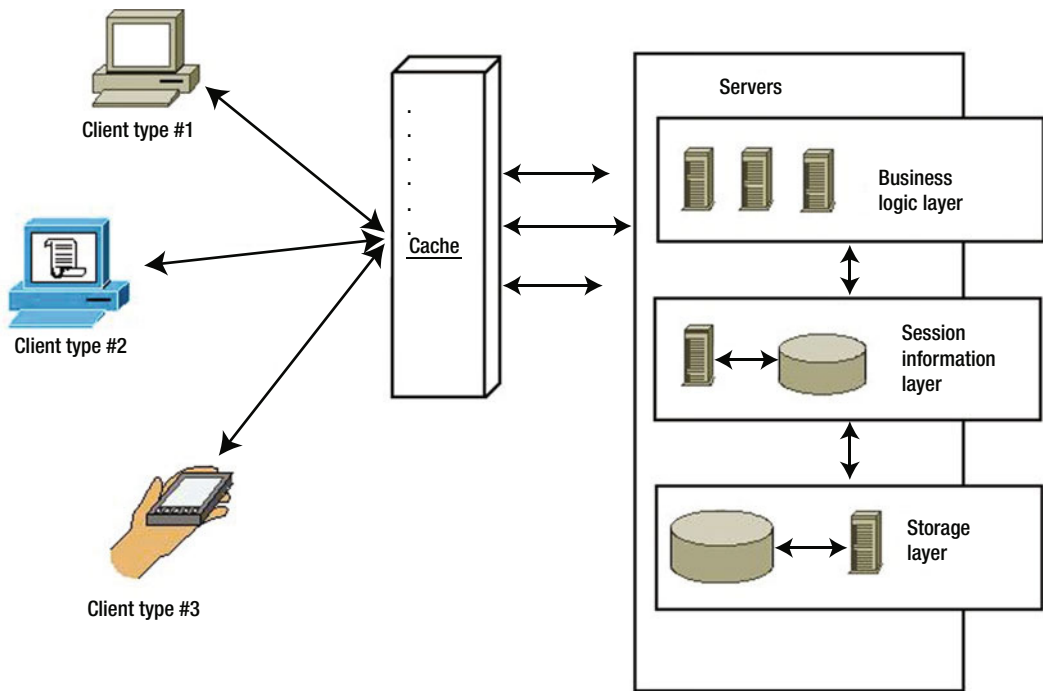 Client type #1
Client type #2
Client type #3
Cache
Servers
Business
logic layer
Session
information
layer
Storage
layer